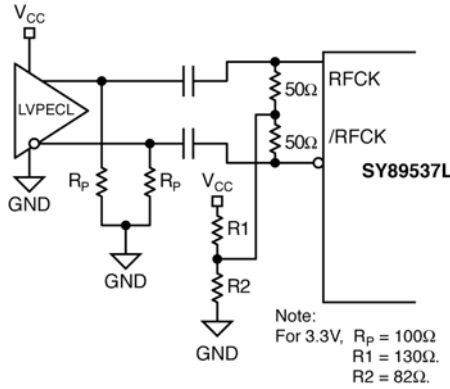 VCC
LVPECL
50Ω
RFCK
50Ω
/RFCK
SY89537L
GND
RP
RP
VCC
R1
GND
R2
GND
Note:
For 3.3V, RP = 100Ω
R1 = 130Ω.
R2 = 82Ω.